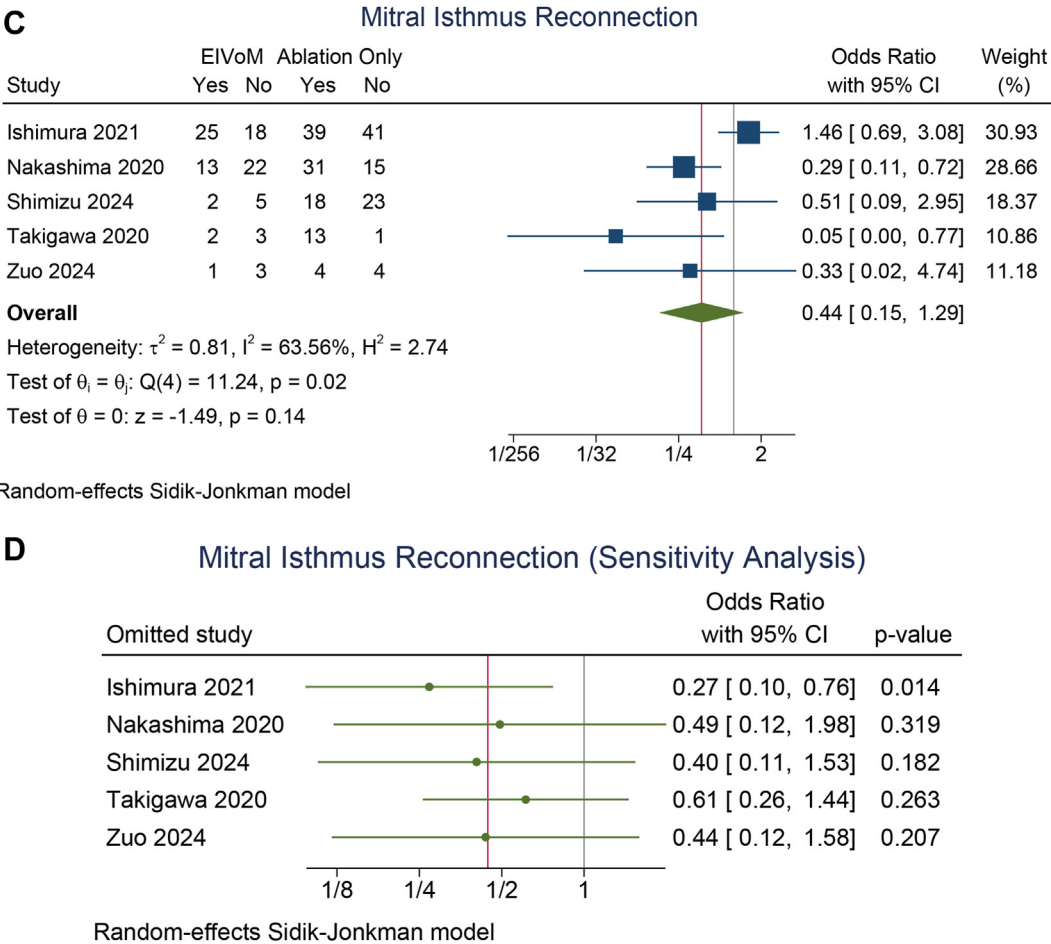 C
Mitral Isthmus Reconnection
EIVoM Ablation Only Odds Ratio Weight
Study Yes No Yes No with 95% CI (%)
Ishimura 2021 25 18 39 41 1.46 [ 0.69, 3.08] 30.93
Nakashima 2020 13 22 31 15 0.29 [ 0.11, 0.72] 28.66
Shimizu 2024 2 5 18 23 0.51 [ 0.09, 2.95] 18.37
Takigawa 2020 2 3 13 1 0.05 [ 0.00, 0.77] 10.86
Zuo 2024 1 3 4 4 0.33 [ 0.02, 4.74] 11.18
Overall 0.44 [ 0.15, 1.29]
Heterogeneity: τ² = 0.81, I² = 63.56%, H² = 2.74
Test of θᵢ = θⱼ: Q(4) = 11.24, p = 0.02
Test of θ = 0: z = -1.49, p = 0.14
1/256 1/32 1/4 2
Random-effects Sidik-Jonkman model
D
Mitral Isthmus Reconnection (Sensitivity Analysis)
Odds Ratio
Omitted study with 95% CI p-value
Ishimura 2021 0.27 [ 0.10, 0.76] 0.014
Nakashima 2020 0.49 [ 0.12, 1.98] 0.319
Shimizu 2024 0.40 [ 0.11, 1.53] 0.182
Takigawa 2020 0.61 [ 0.26, 1.44] 0.263
Zuo 2024 0.44 [ 0.12, 1.58] 0.207
1/8 1/4 1/2 1
Random-effects Sidik-Jonkman model